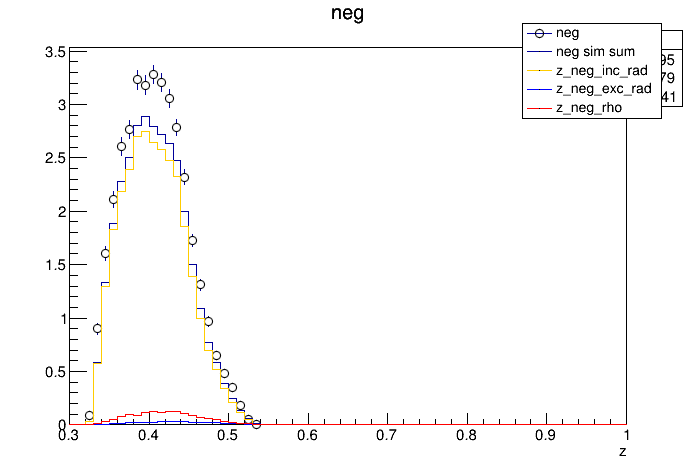 neg
neg
neg sim sum
z_neg_inc_rad
z_neg_exc_rad
z_neg_rho
95
79
41
3.5
3
2.5
2
1.5
1
0.5
0
0.3 0.4 0.5 0.6 0.7 0.8 0.9 1
z